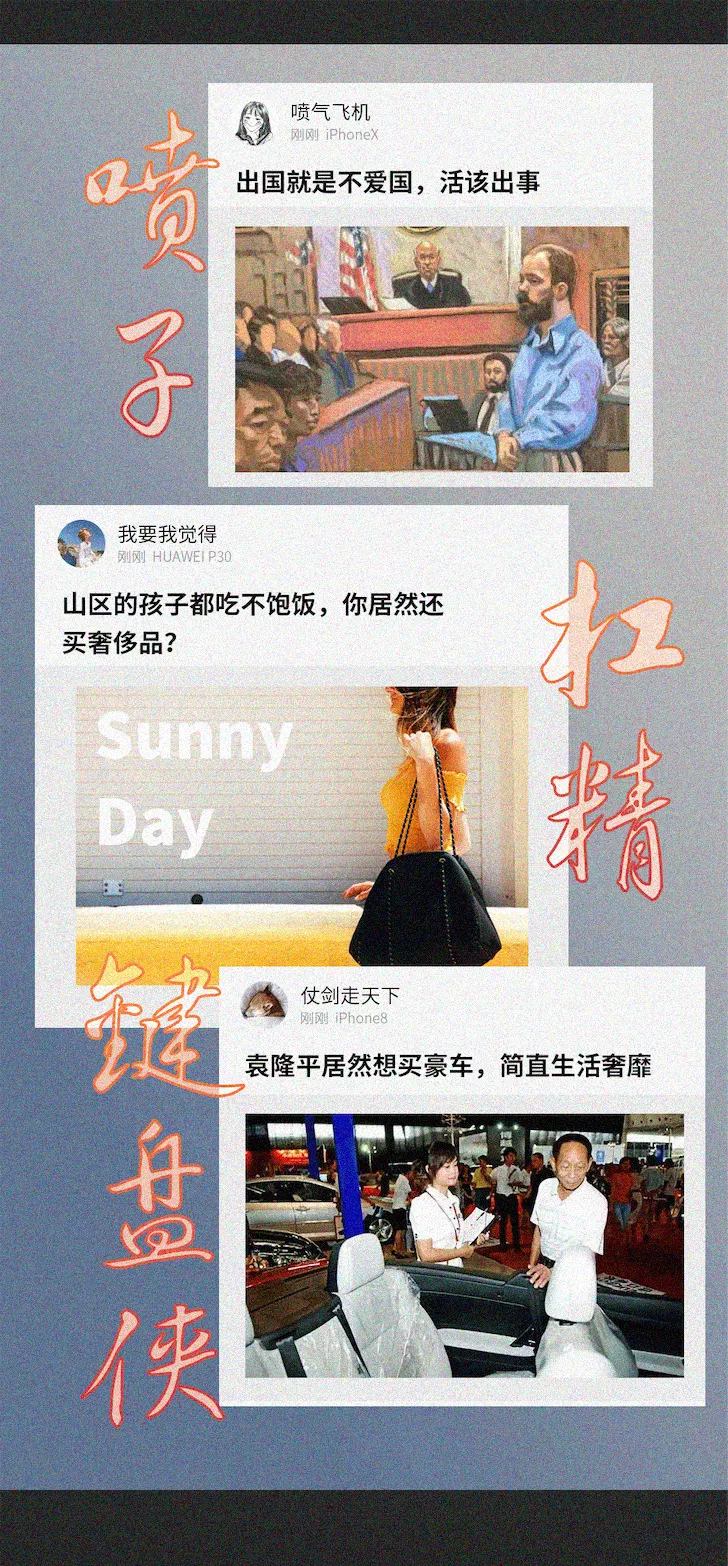 噴子
喷气飞机
刚刚 iPhoneX
出国就是不爱国，活该出事
我要我觉得
刚刚 HUAWEI P30
山区的孩子都吃不饱饭，你居然还
买奢侈品？
杠精
Sunny
Day
鍵盘侠
仗剑走天下
刚刚 iPhone8
袁隆平居然想买豪车，简直生活奢靡